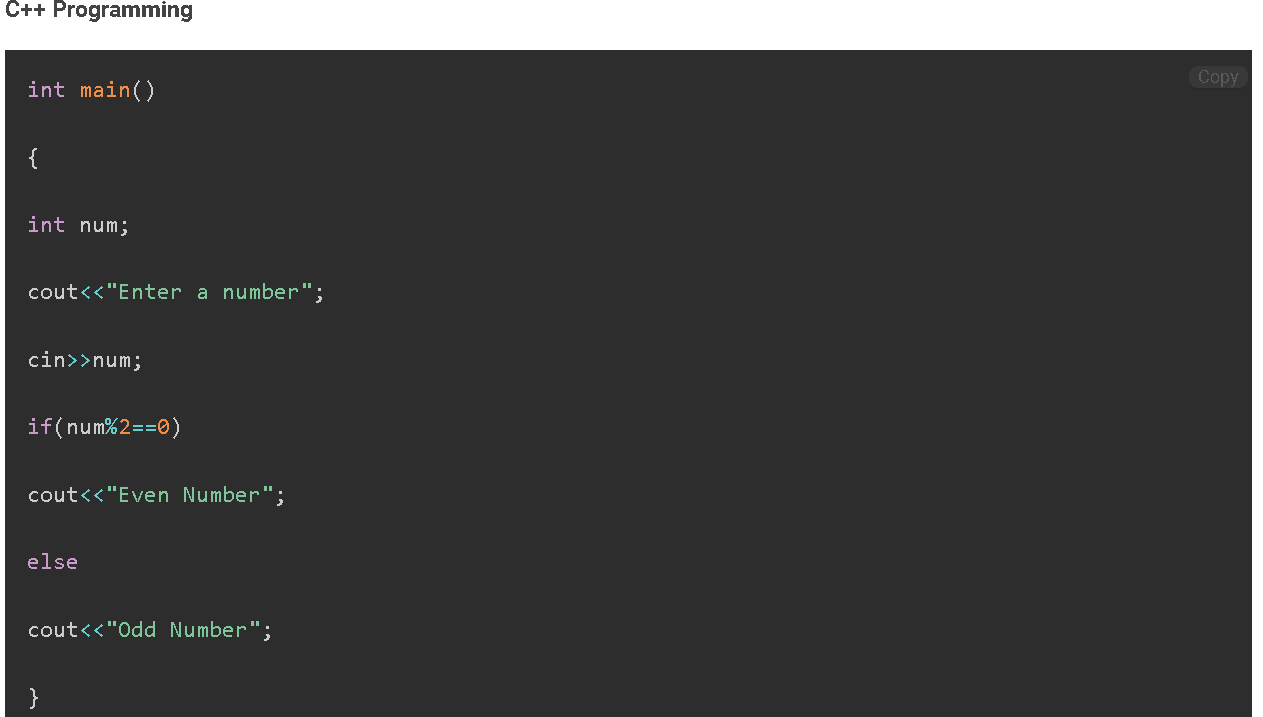 C++ Programming
Copy
int main()
{
int num;
cout<<"Enter a number";
cin>>num;
if(num%2==0)
cout<<"Even Number";
else
cout<<"Odd Number";
}